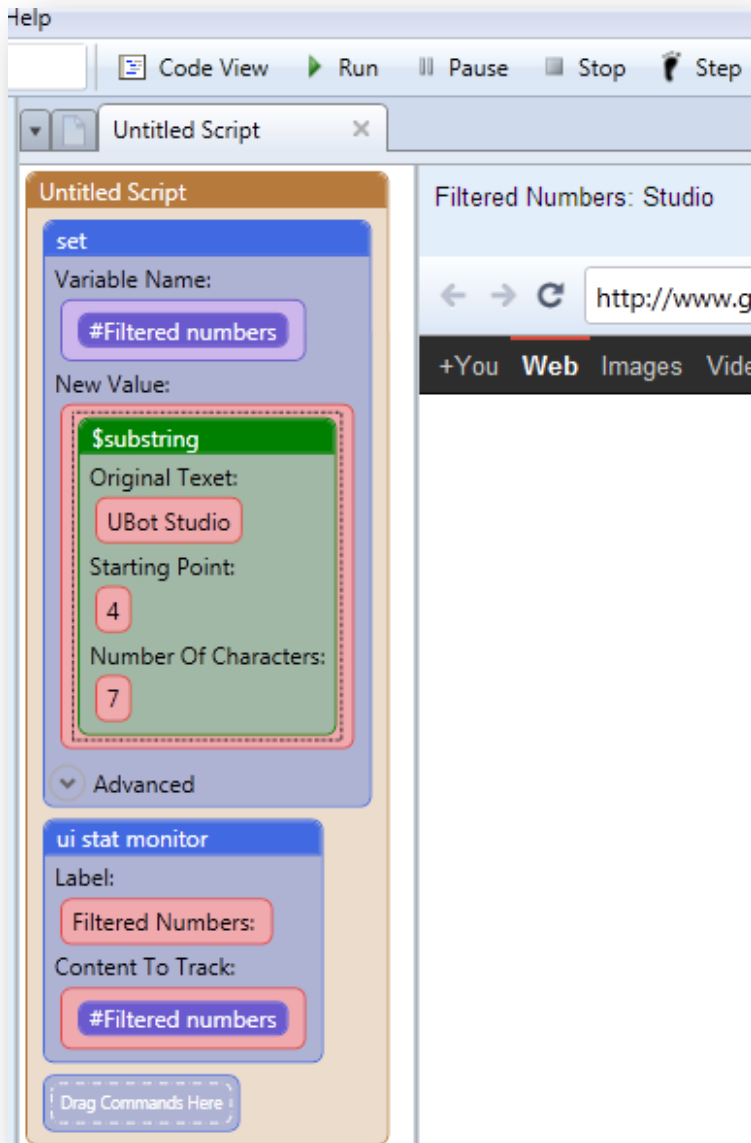 Help
Code View Run Pause Stop Step
Untitled Script
Untitled Script
set
Variable Name:
#Filtered numbers
New Value:
$substring
Original Texet:
UBot Studio
Starting Point:
4
Number Of Characters:
7
Advanced
ui stat monitor
Label:
Filtered Numbers:
Content To Track:
#Filtered numbers
Drag Commands Here
Filtered Numbers: Studio
http://www.g
+You Web Images Vide